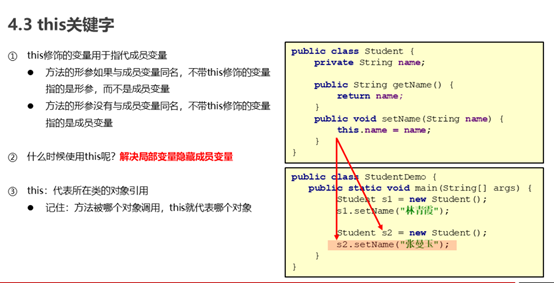 4.3 this关键字
① this修饰的变量用于指代成员变量
● 方法的形参如果与成员变量同名，不带this修饰的变量
指的是形参，而不是成员变量
● 方法的形参没有与成员变量同名，不带this修饰的变量
指的是成员变量
② 什么时候使用this呢？解决局部变量隐藏成员变量
③ this：代表所在类的对象引用
● 记住：方法被哪个对象调用，this就代表哪个对象
public class Student {
private String name;
public String getName() {
return name;
}
public void setName(String name) {
this.name = name;
}
}
public class StudentDemo {
public static void main(String[] args) {
Student s1 = new Student();
s1.setName("林青霞");
Student s2 = new Student();
s2.setName("张曼玉");
}
}